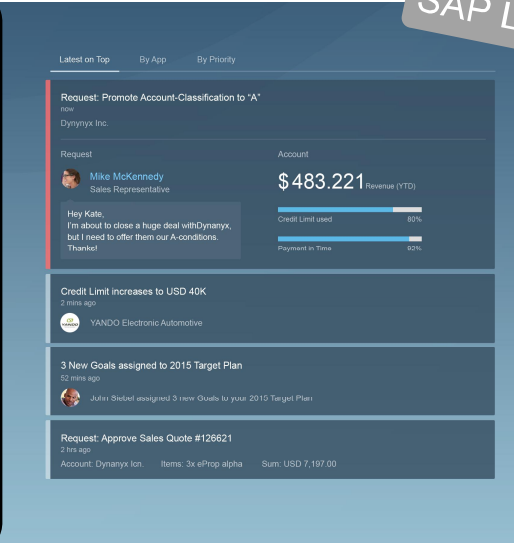 SAP L
Latest on Top By App By Priority
Request: Promote Account-Classification to "A"
now
Dynynyx Inc.
Request
Account
Mike McKennedy
Sales Representative
$483.221 Revenue (YTD)
Hey Kate,
I'm about to close a huge deal withDynanyx,
but I need to offer them our A-conditions.
Thanks!
Credit Limit used 80%
Payment in Time 92%
Credit Limit increases to USD 40K
2 mins ago
YANDO
YANDO Electronic Automotive
3 New Goals assigned to 2015 Target Plan
52 mins ago
John Siebel assigned 3 new Goals to your 2015 Target Plan
Request: Approve Sales Quote #126621
2 hrs ago
Account: Dynanyx Icn. Items: 3x eProp alpha Sum: USD 7,197.00